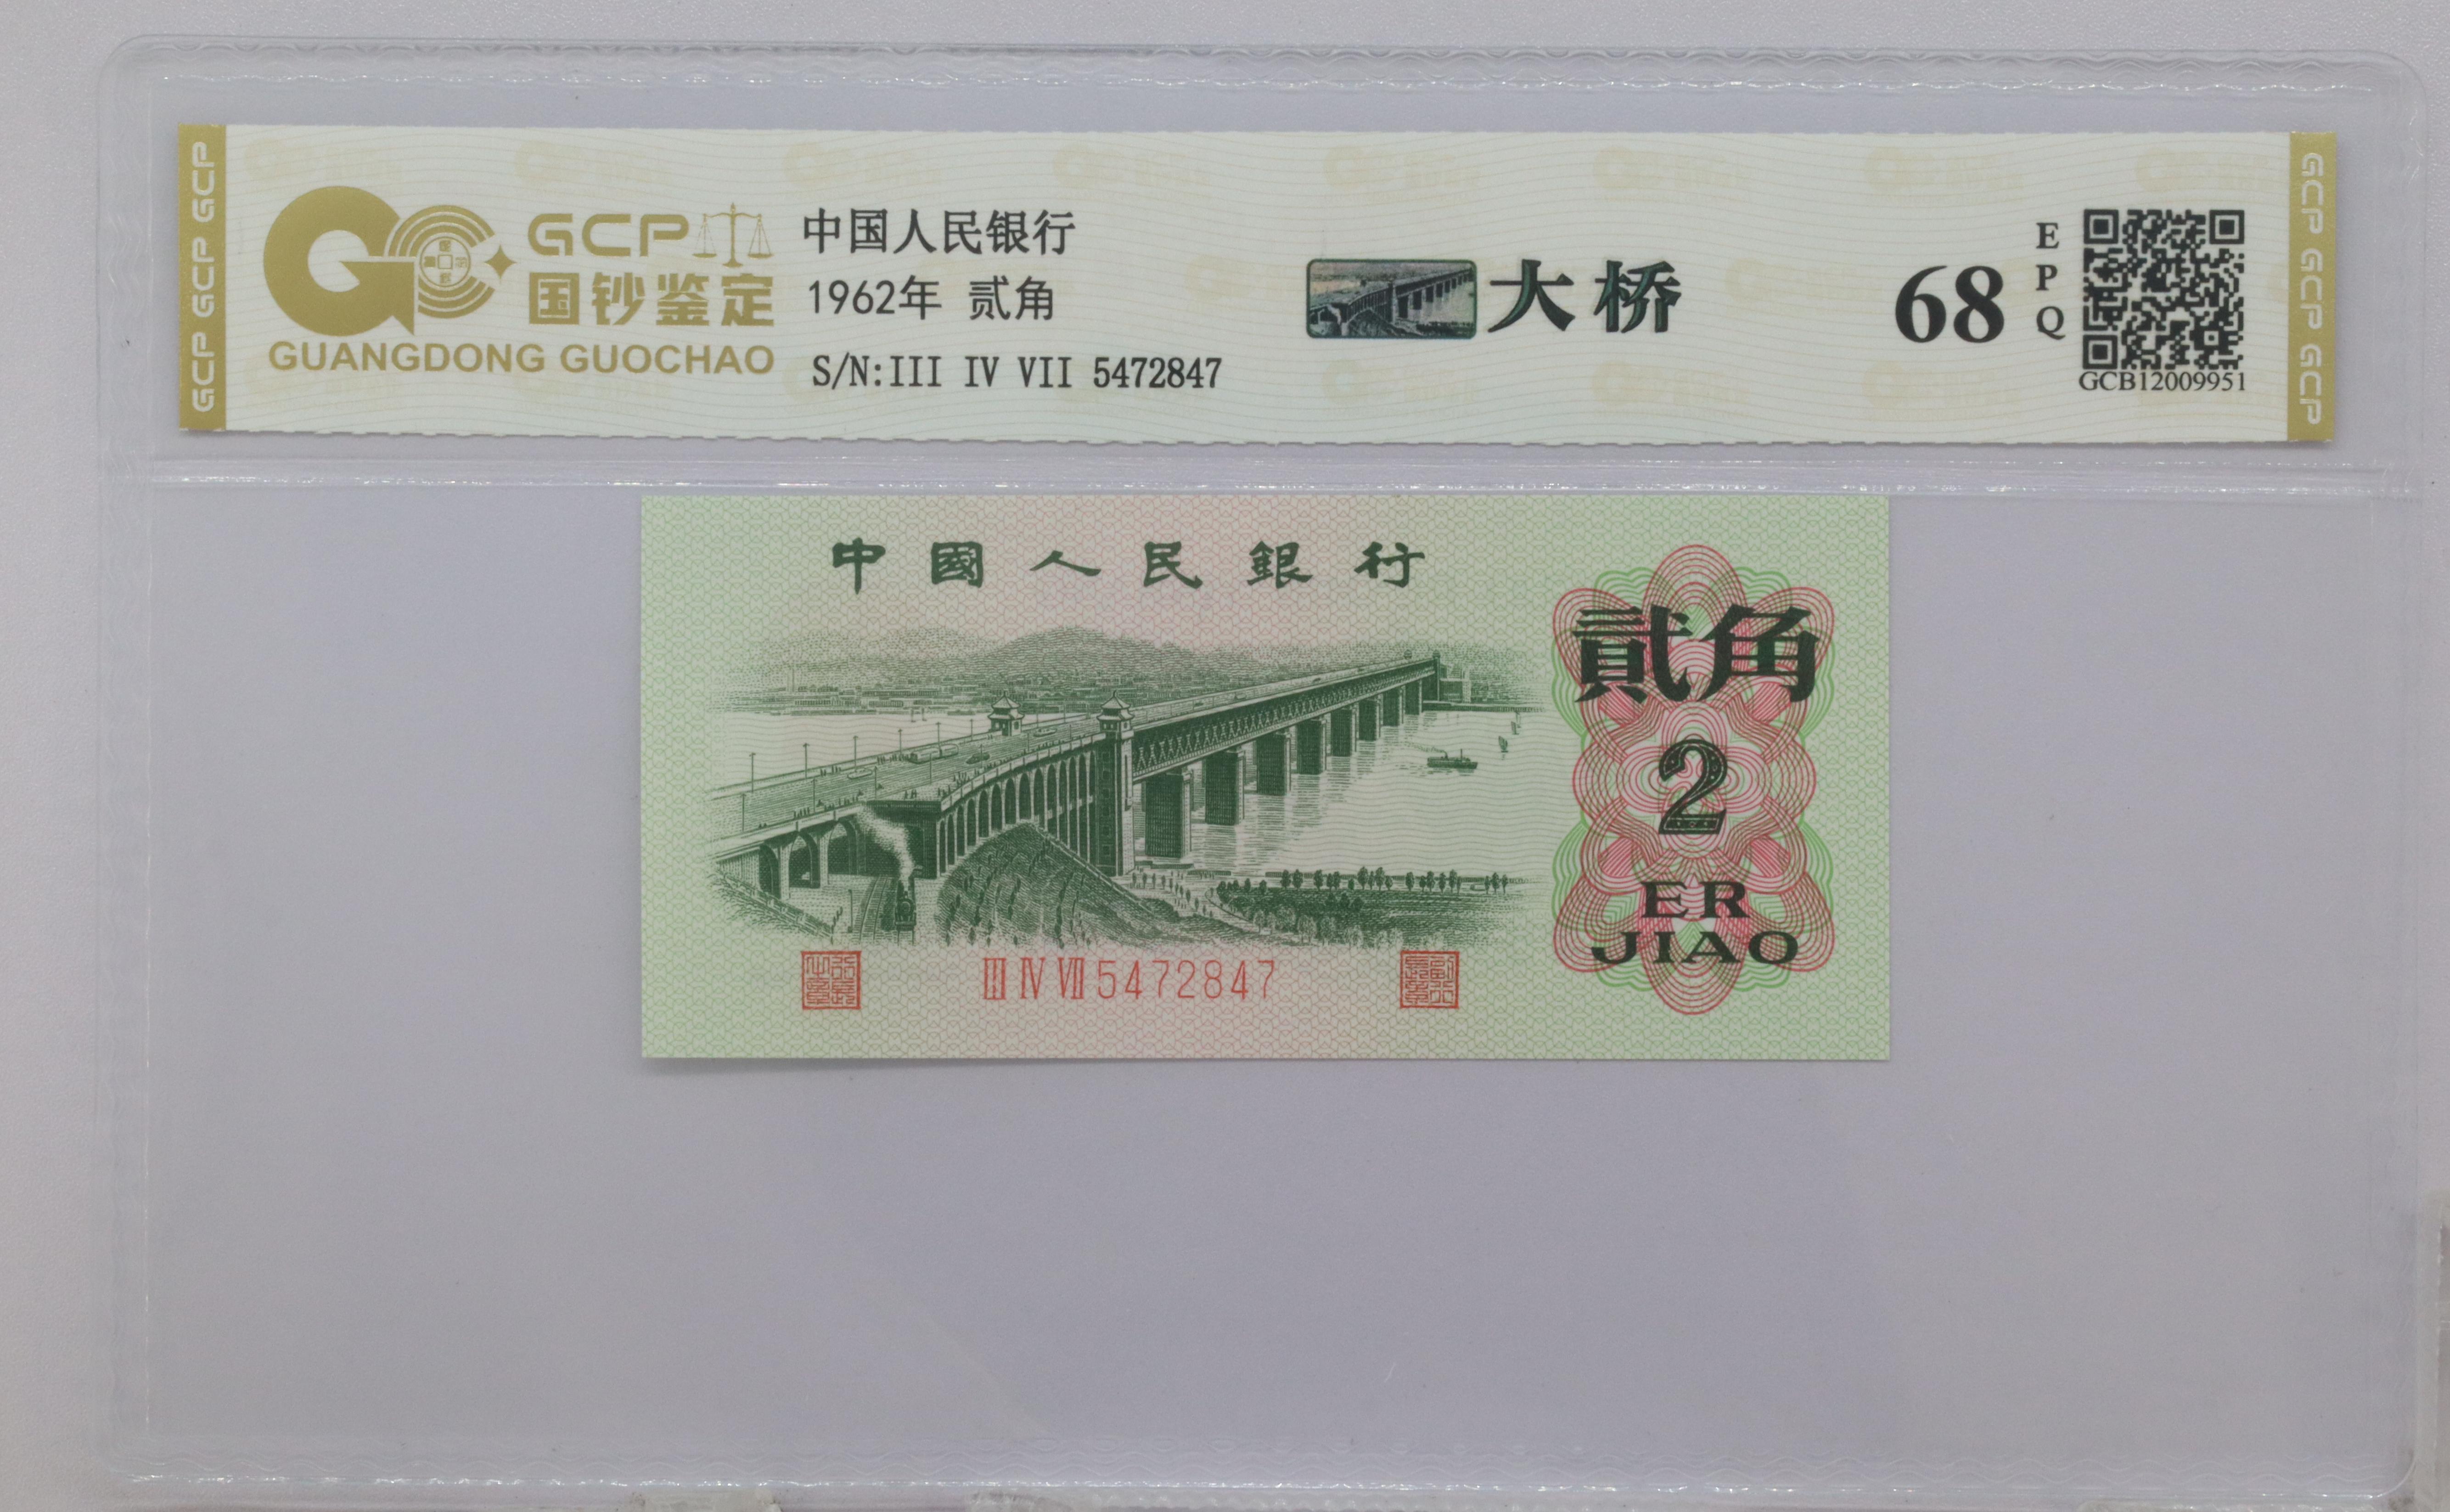 GCP GCP GCP
GCP
国钞鉴定
GUANGDONG GUOCHAO
中国人民银行
1962年 贰角
S/N:III IV VII 5472847
大桥
68
E
P
Q
GCB12009951
GCP GCP GCP
中國人民銀行
貳角
2
ER
JIAO
Ⅲ Ⅳ Ⅶ 5472847